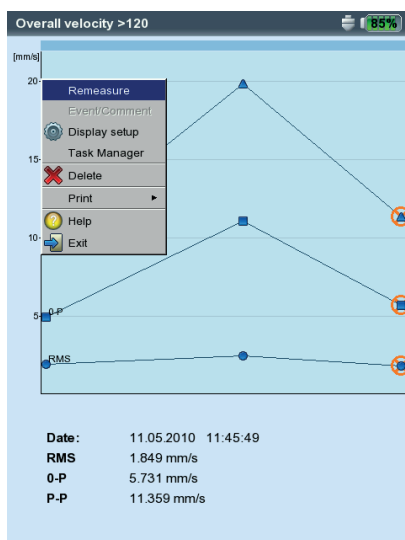 Overall velocity >120 85%
[mm/s]
20
Remeasure
Event/Comment
Display setup
15
Task Manager
Delete
Print
Help
10
Exit
5
0-P
RMS
Date: 11.05.2010 11:45:49
RMS 1.849 mm/s
0-P 5.731 mm/s
P-P 11.359 mm/s